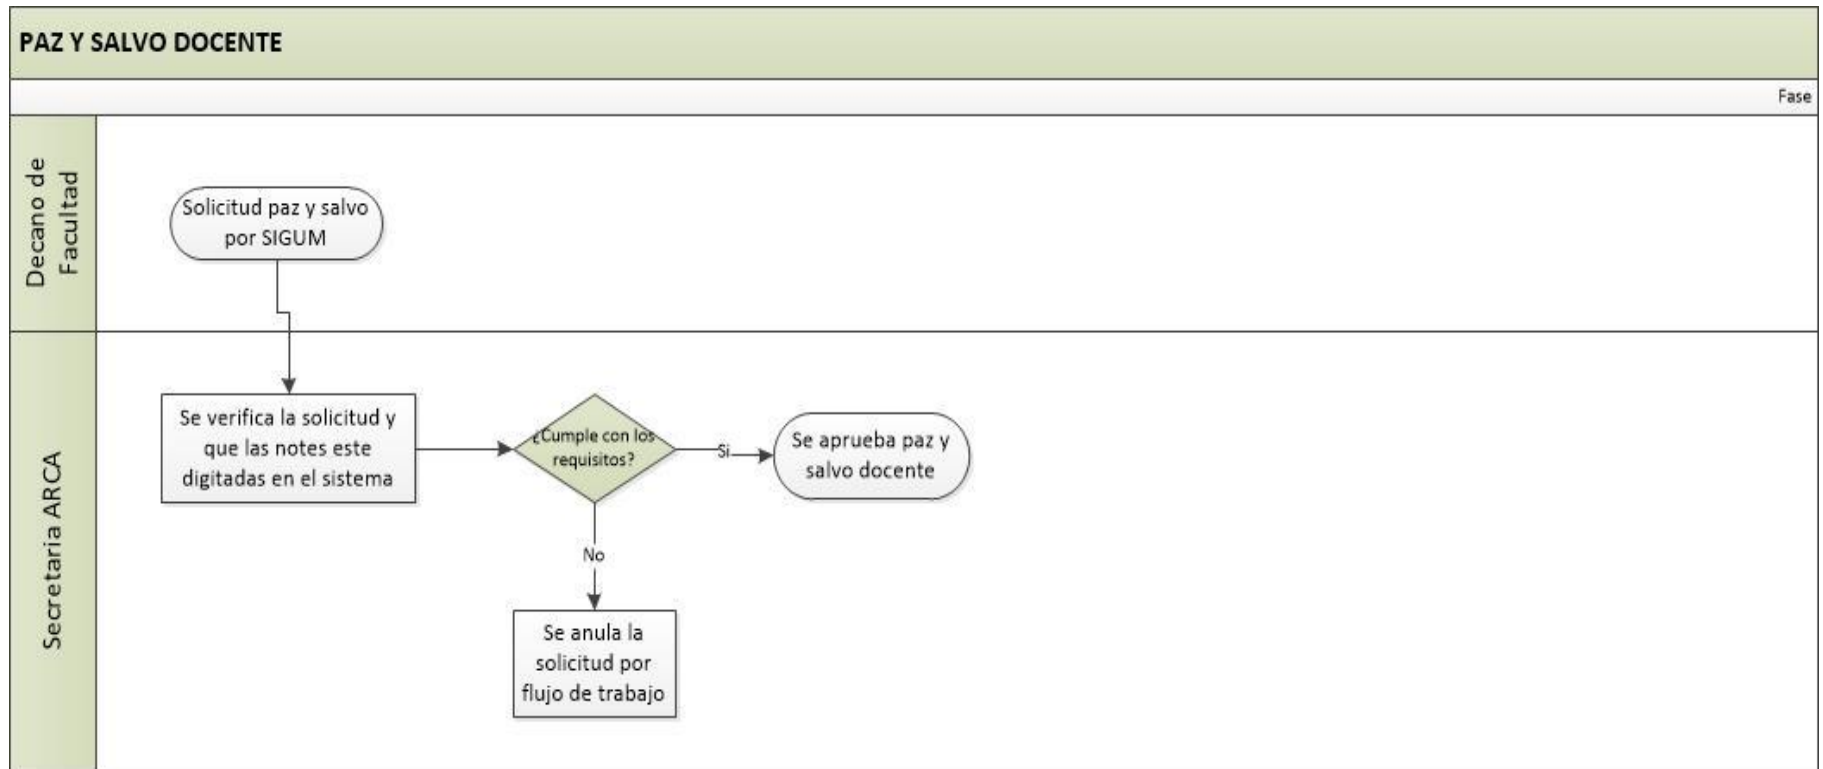 PAZ Y SALVO DOCENTE
Fase
Decano de
Facultad
Solicitud paz y salvo
por SIGUM
Secretaria ARCA
Se verifica la solicitud y
que las notes este
digitadas en el sistema
¿Cumple con los
requisitos?
Si
Se aprueba paz y
salvo docente
No
Se anula la
solicitud por
flujo de trabajo